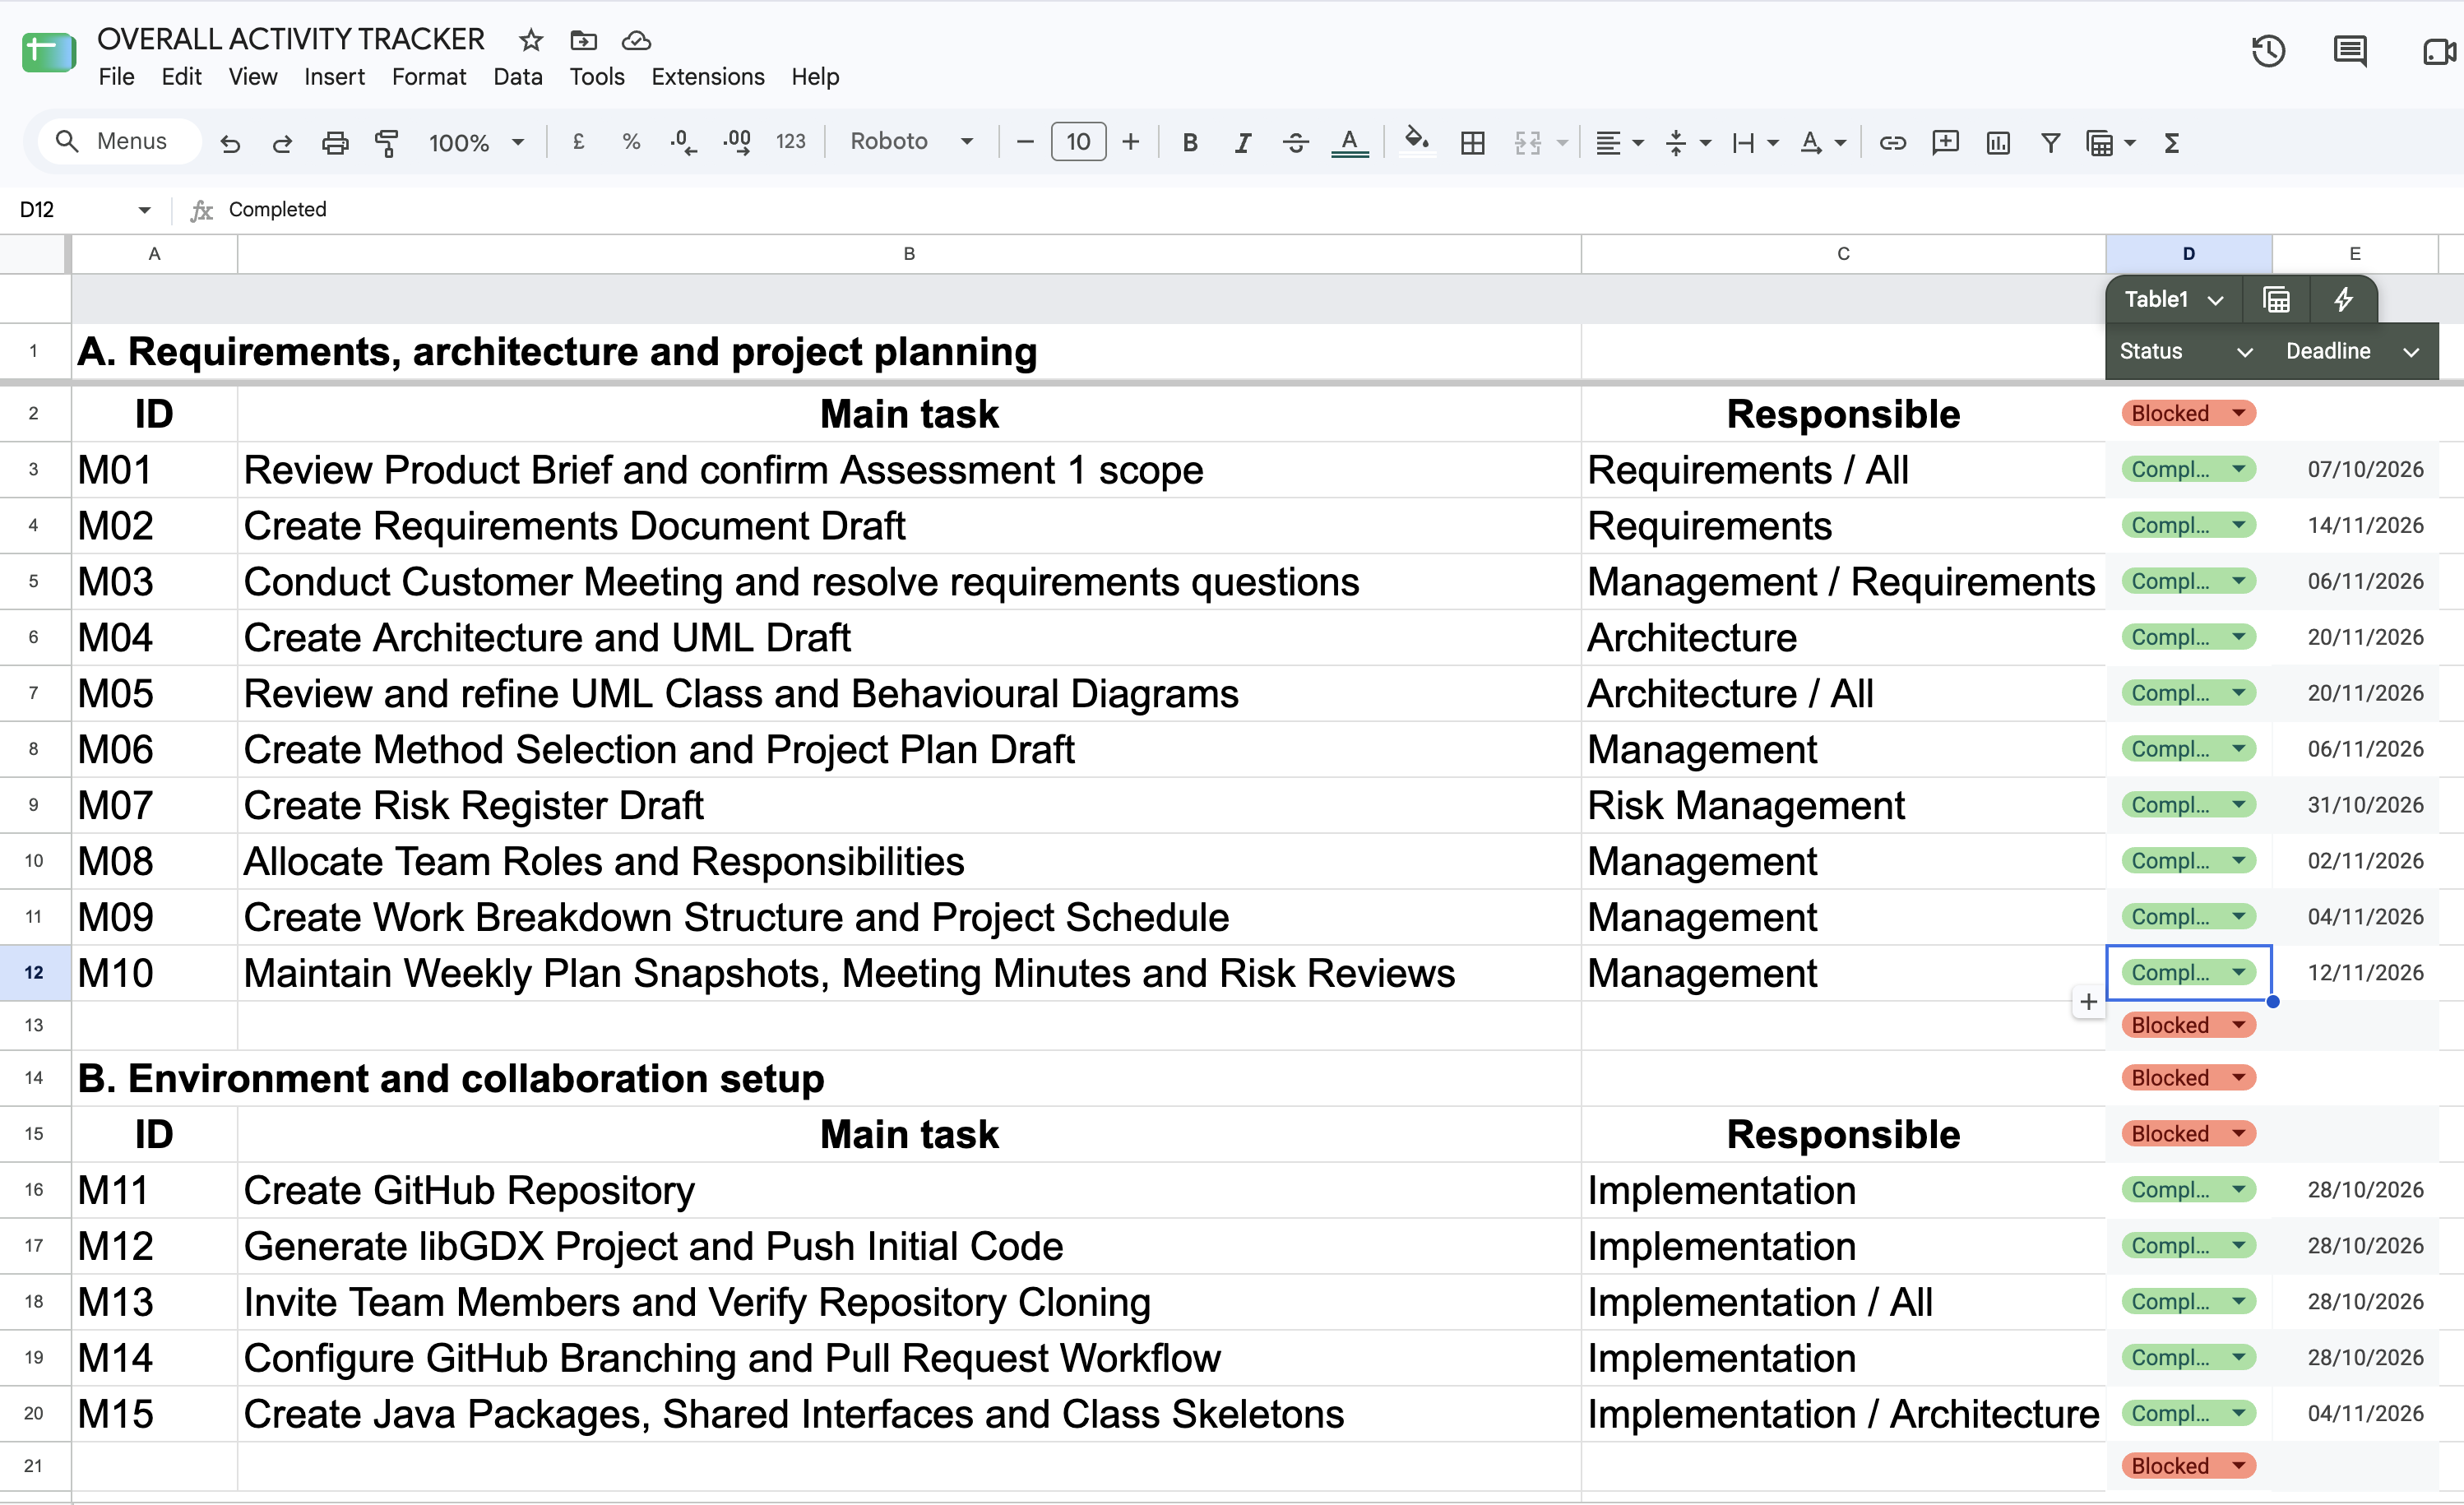 OVERALL ACTIVITY TRACKER
File Edit View Insert Format Data Tools Extensions Help
Menus 100% £ % .0 .00 123 Roboto 10 B I S A A Σ
D12 fx Completed
A B C D E
Table1
1 A. Requirements, architecture and project planning Status Deadline
2 ID Main task Responsible Blocked
3 M01 Review Product Brief and confirm Assessment 1 scope Requirements / All Compl... 07/10/2026
4 M02 Create Requirements Document Draft Requirements Compl... 14/11/2026
5 M03 Conduct Customer Meeting and resolve requirements questions Management / Requirements Compl... 06/11/2026
6 M04 Create Architecture and UML Draft Architecture Compl... 20/11/2026
7 M05 Review and refine UML Class and Behavioural Diagrams Architecture / All Compl... 20/11/2026
8 M06 Create Method Selection and Project Plan Draft Management Compl... 06/11/2026
9 M07 Create Risk Register Draft Risk Management Compl... 31/10/2026
10 M08 Allocate Team Roles and Responsibilities Management Compl... 02/11/2026
11 M09 Create Work Breakdown Structure and Project Schedule Management Compl... 04/11/2026
12 M10 Maintain Weekly Plan Snapshots, Meeting Minutes and Risk Reviews Management Compl... 12/11/2026
13 Blocked
14 B. Environment and collaboration setup Blocked
15 ID Main task Responsible Blocked
16 M11 Create GitHub Repository Implementation Compl... 28/10/2026
17 M12 Generate libGDX Project and Push Initial Code Implementation Compl... 28/10/2026
18 M13 Invite Team Members and Verify Repository Cloning Implementation / All Compl... 28/10/2026
19 M14 Configure GitHub Branching and Pull Request Workflow Implementation Compl... 28/10/2026
20 M15 Create Java Packages, Shared Interfaces and Class Skeletons Implementation / Architecture Compl... 04/11/2026
21 Blocked